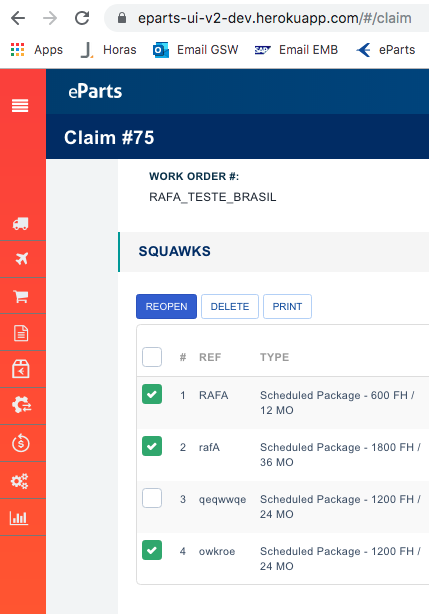 eparts-ui-v2-dev.herokuapp.com/#/claim
Apps Horas Email GSW Email EMB eParts
eParts
Claim #75
WORK ORDER #:
RAFA_TESTE_BRASIL
SQUAWKS
REOPEN DELETE PRINT
# REF TYPE
1 RAFA Scheduled Package - 600 FH /
12 MO
2 rafA Scheduled Package - 1800 FH /
36 MO
3 qeqwwqe Scheduled Package - 1200 FH /
24 MO
4 owkroe Scheduled Package - 1200 FH /
24 MO